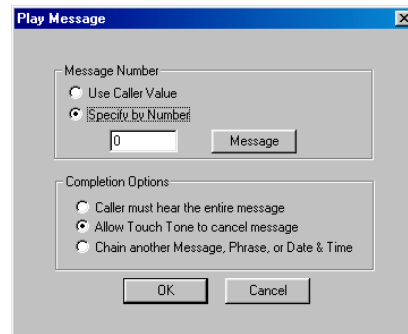 Play Message
Message Number
Use Caller Value
Specify by Number
0
Message
Completion Options
Caller must hear the entire message
Allow Touch Tone to cancel message
Chain another Message, Phrase, or Date & Time
OK
Cancel